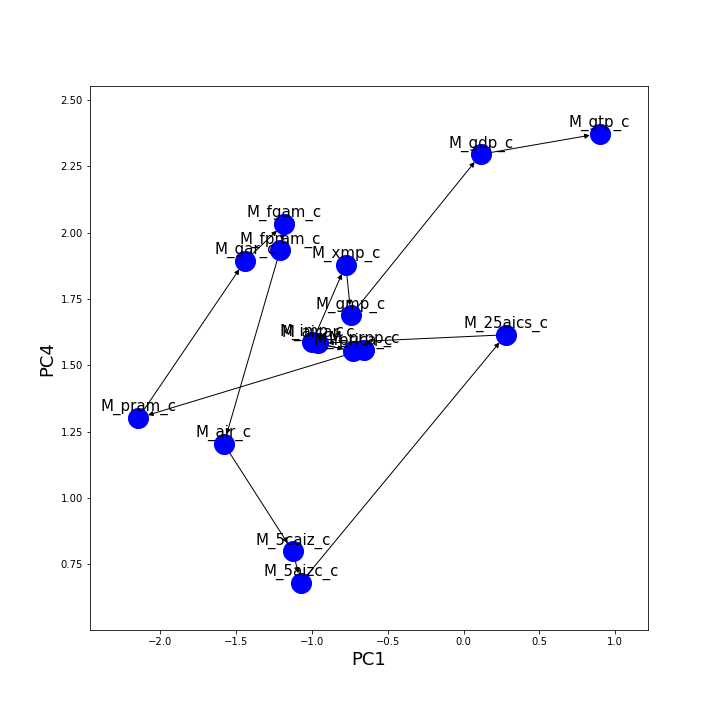 M_gtp_c
M_gdp_c
M_fgam_c
M_fpram_c
M_gar_c
M_xmp_c
M_gmp_c
M_25aics_c
M_prpp_c
M_pram_c
M_air_c
M_5caiz_c
M_5aizc_c
2.50
2.25
2.00
1.75
1.50
1.25
1.00
0.75
PC4
−2.0 −1.5 −1.0 −0.5 0.0 0.5 1.0
PC1